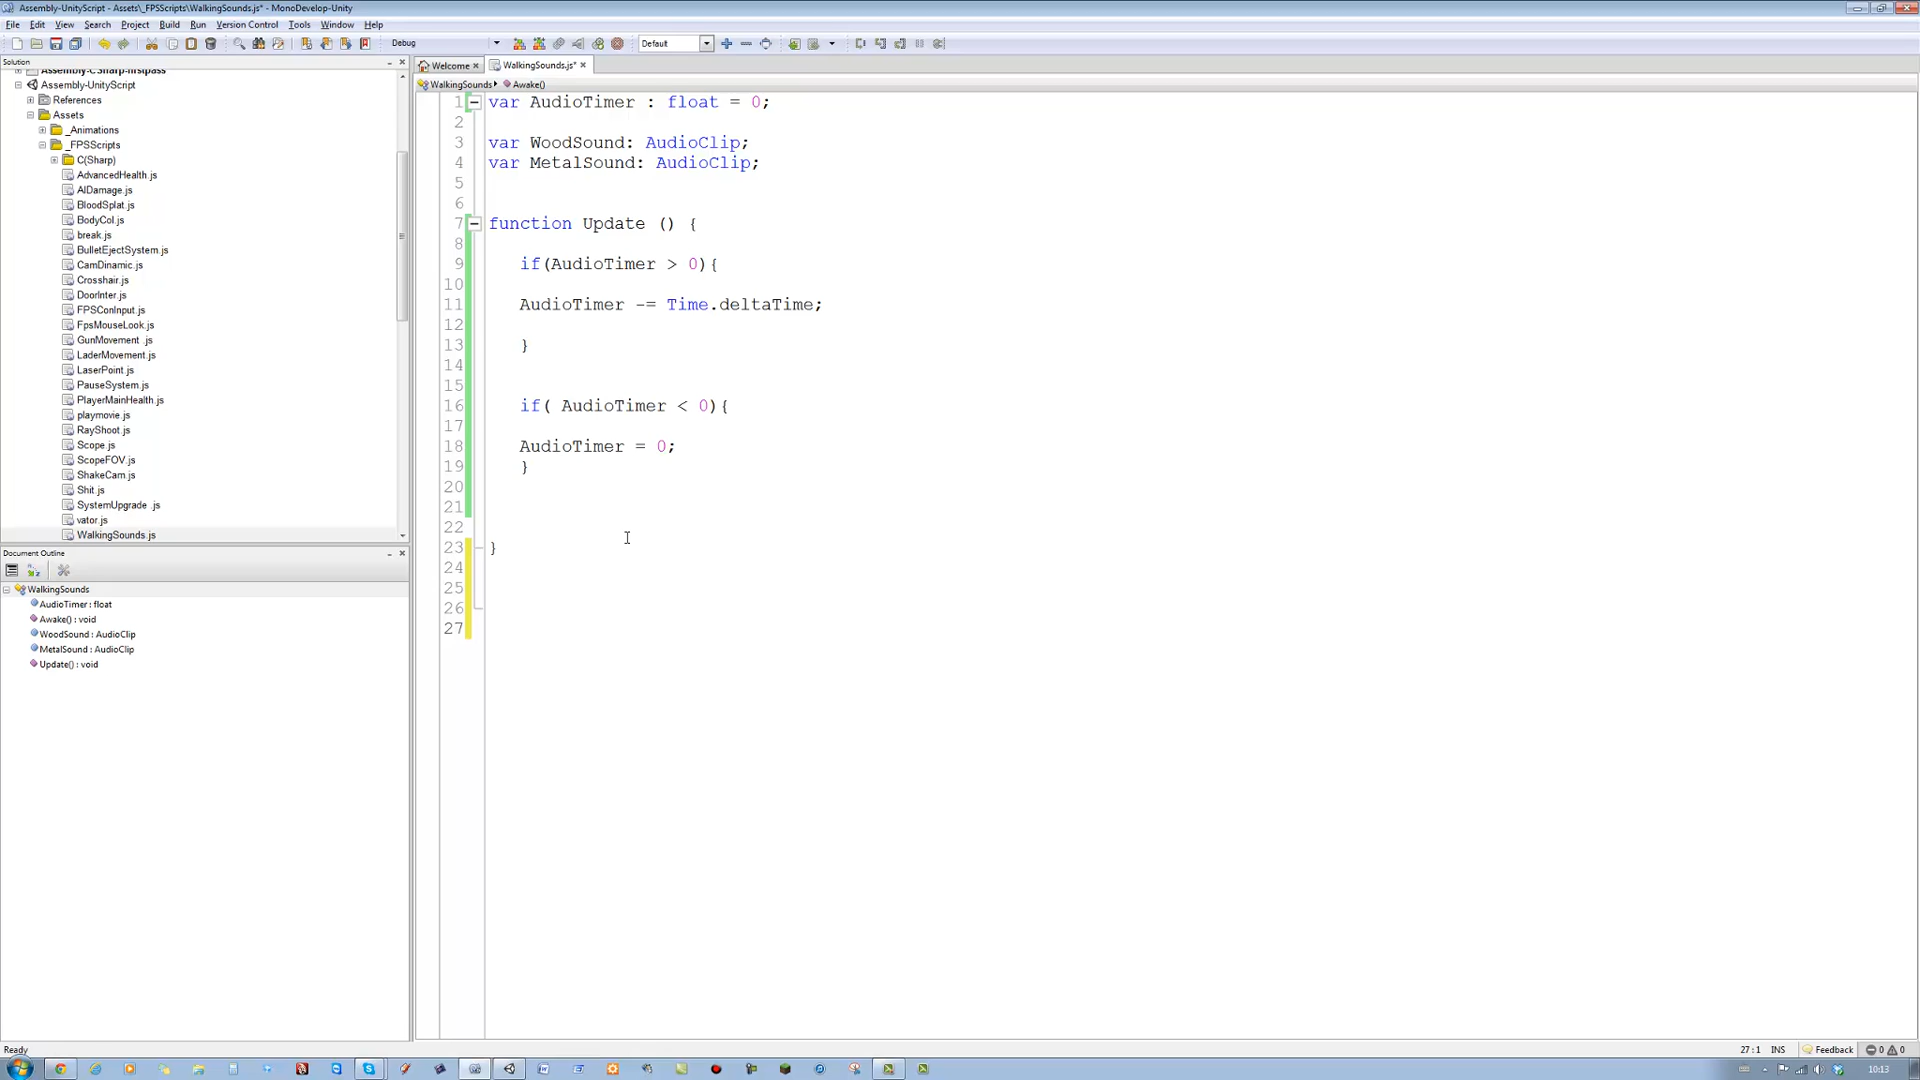 Assembly-UnityScript - Assets\_FPSScripts\WalkingSounds.js* - MonoDevelop-Unity
File Edit View Search Project Build Run Version Control Tools Window Help
Debug Default
Solution
Welcome WalkingSounds.js*
WalkingSounds Awake()
Assembly-CSharp-firstpass
Assembly-UnityScript
References
Assets
_Animations
_FPSScripts
C(Sharp)
AdvancedHealth.js
AIDamage.js
BloodSplat.js
BodyCol.js
break.js
BulletEjectSystem.js
CamDinamic.js
Crosshair.js
DoorInter.js
FPSConInput.js
FpsMouseLook.js
GunMovement .js
LaderMovement.js
LaserPoint.js
PauseSystem.js
PlayerMainHealth.js
playmovie.js
RayShoot.js
Scope.js
ScopeFOV.js
ShakeCam.js
Shit.js
SystemUpgrade .js
vator.js
WalkingSounds.js
Document Outline
WalkingSounds
AudioTimer : float
Awake() : void
WoodSound : AudioClip
MetalSound : AudioClip
Update() : void
1 var AudioTimer : float = 0;
2
3 var WoodSound: AudioClip;
4 var MetalSound: AudioClip;
5
6
7 function Update () {
8
9 if(AudioTimer > 0){
10
11 AudioTimer -= Time.deltaTime;
12
13 }
14
15
16 if( AudioTimer < 0){
17
18 AudioTimer = 0;
19 }
20
21
22
23 }
24
25
26
27
Ready 27 : 1 INS Feedback 0 0
10:13